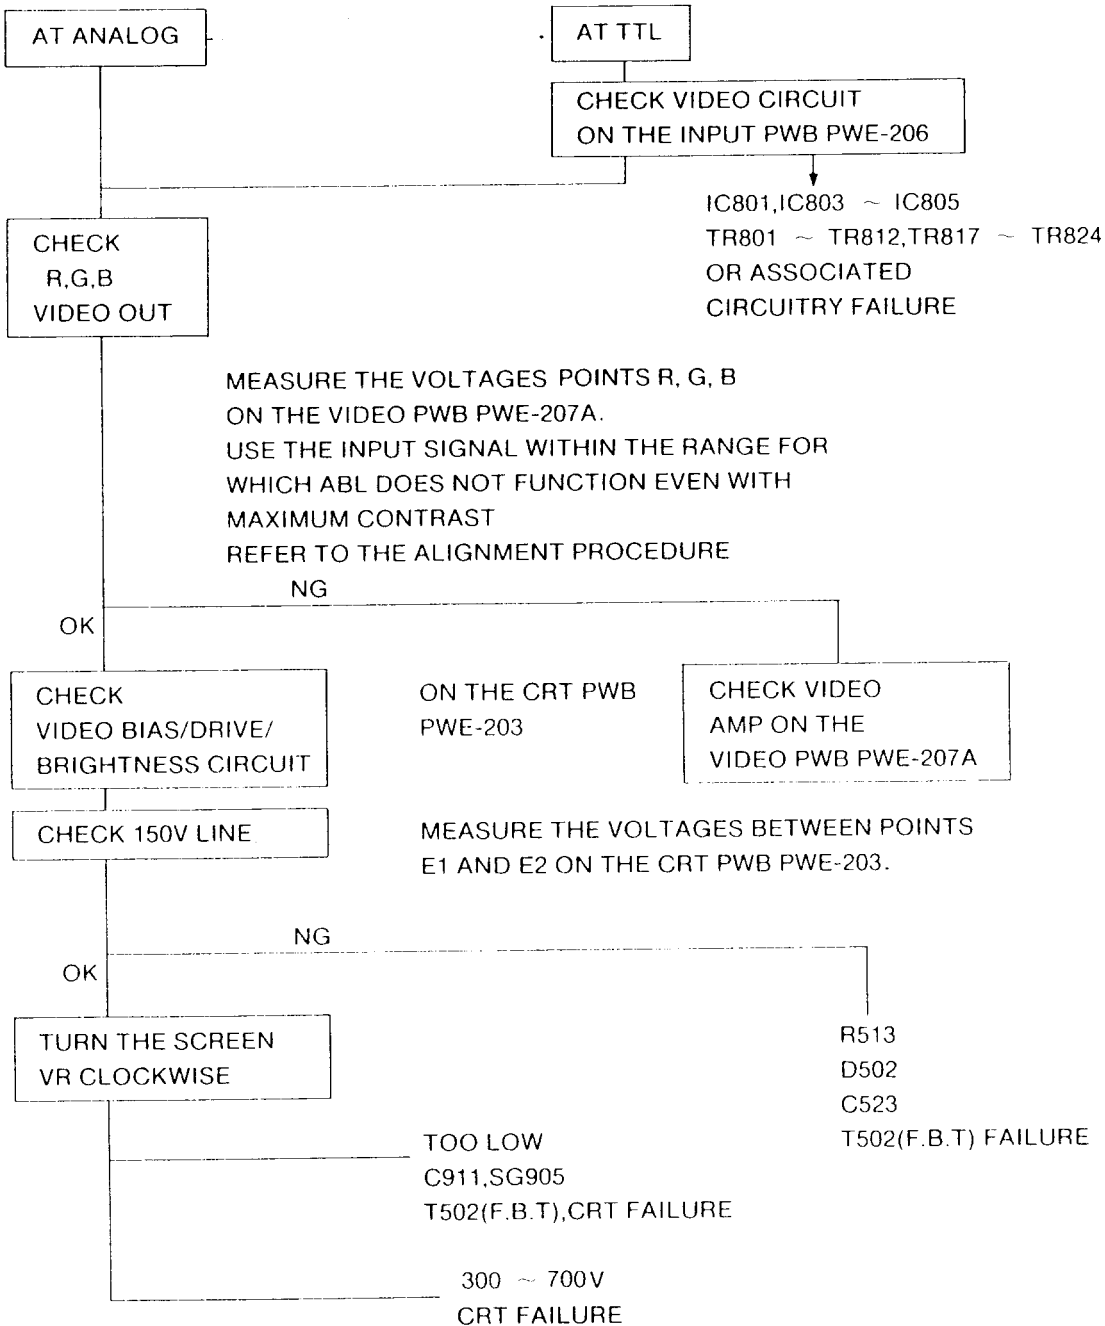 AT ANALOG
AT TTL
CHECK VIDEO CIRCUIT
ON THE INPUT PWB PWE-206
IC801,IC803 ~ IC805
TR801 ~ TR812,TR817 ~ TR824
OR ASSOCIATED
CIRCUITRY FAILURE
CHECK
R,G,B
VIDEO OUT
MEASURE THE VOLTAGES POINTS R, G, B
ON THE VIDEO PWB PWE-207A.
USE THE INPUT SIGNAL WITHIN THE RANGE FOR
WHICH ABL DOES NOT FUNCTION EVEN WITH
MAXIMUM CONTRAST
REFER TO THE ALIGNMENT PROCEDURE
NG
OK
CHECK
VIDEO BIAS/DRIVE/
BRIGHTNESS CIRCUIT
ON THE CRT PWB
PWE-203
CHECK VIDEO
AMP ON THE
VIDEO PWB PWE-207A
CHECK 150V LINE
MEASURE THE VOLTAGES BETWEEN POINTS
E1 AND E2 ON THE CRT PWB PWE-203.
NG
OK
TURN THE SCREEN
VR CLOCKWISE
R513
D502
C523
T502(F.B.T) FAILURE
TOO LOW
C911,SG905
T502(F.B.T),CRT FAILURE
300 ~ 700V
CRT FAILURE